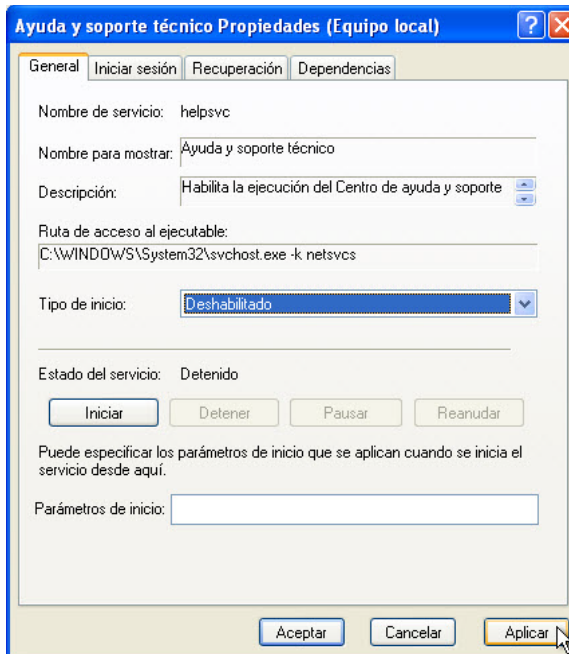 Ayuda y soporte técnico Propiedades (Equipo local)
General Iniciar sesión Recuperación Dependencias
Nombre de servicio: helpsvc
Nombre para mostrar: Ayuda y soporte técnico
Descripción: Habilita la ejecución del Centro de ayuda y soporte
Ruta de acceso al ejecutable:
C:\WINDOWS\System32\svchost.exe -k netsvcs
Tipo de inicio: Deshabilitado
Estado del servicio: Detenido
Iniciar Detener Pausar Reanudar
Puede especificar los parámetros de inicio que se aplican cuando se inicia el
servicio desde aquí.
Parámetros de inicio:
Aceptar Cancelar Aplicar